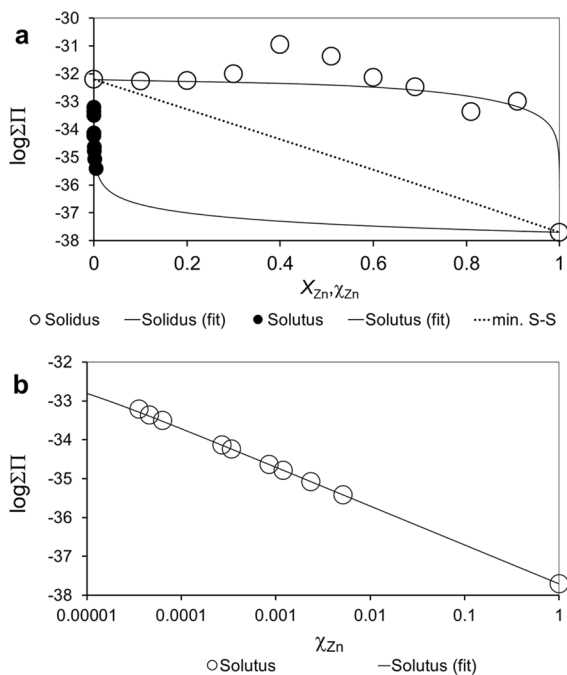 a
-30
-31
-32
-33
-34
-35
-36
-37
-38
logΣΠ
0 0.2 0.4 0.6 0.8 1
XZn,χZn
Solidus Solidus (fit) Solutus Solutus (fit) min. S-S
b
-32
-33
-34
-35
-36
-37
-38
logΣΠ
0.00001 0.0001 0.001 0.01 0.1 1
χZn
Solutus Solutus (fit)